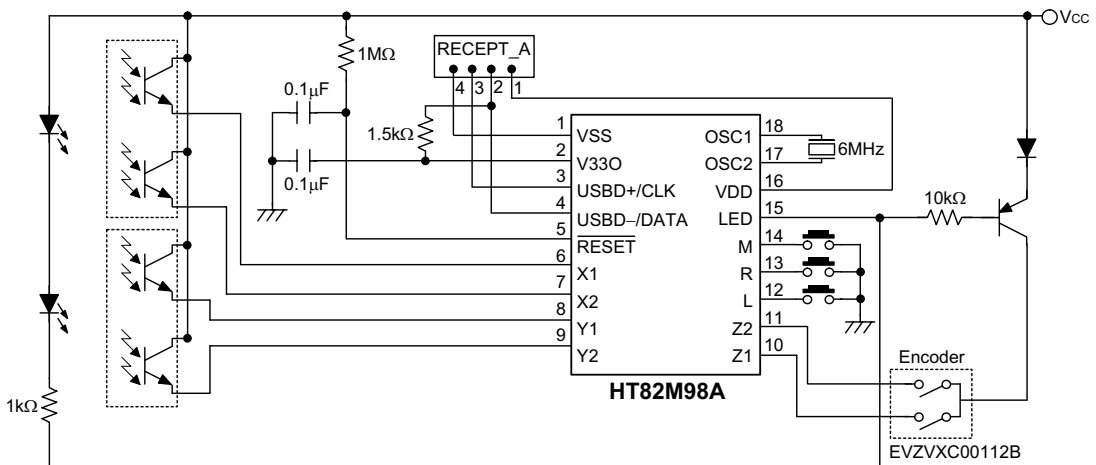 VCC
1MΩ
RECEPT_A
4 3 2 1
0.1μF
1.5kΩ
0.1μF
1 VSS
2 V33O
3 USBD+/CLK
4 USBD–/DATA
5 RESET
6 X1
7 X2
8 Y1
9 Y2
OSC1 18
OSC2 17
6MHz
VDD 16
LED 15
M 14
R 13
L 12
Z2 11
Z1 10
10kΩ
HT82M98A
Encoder
EVZVXC00112B
1kΩ